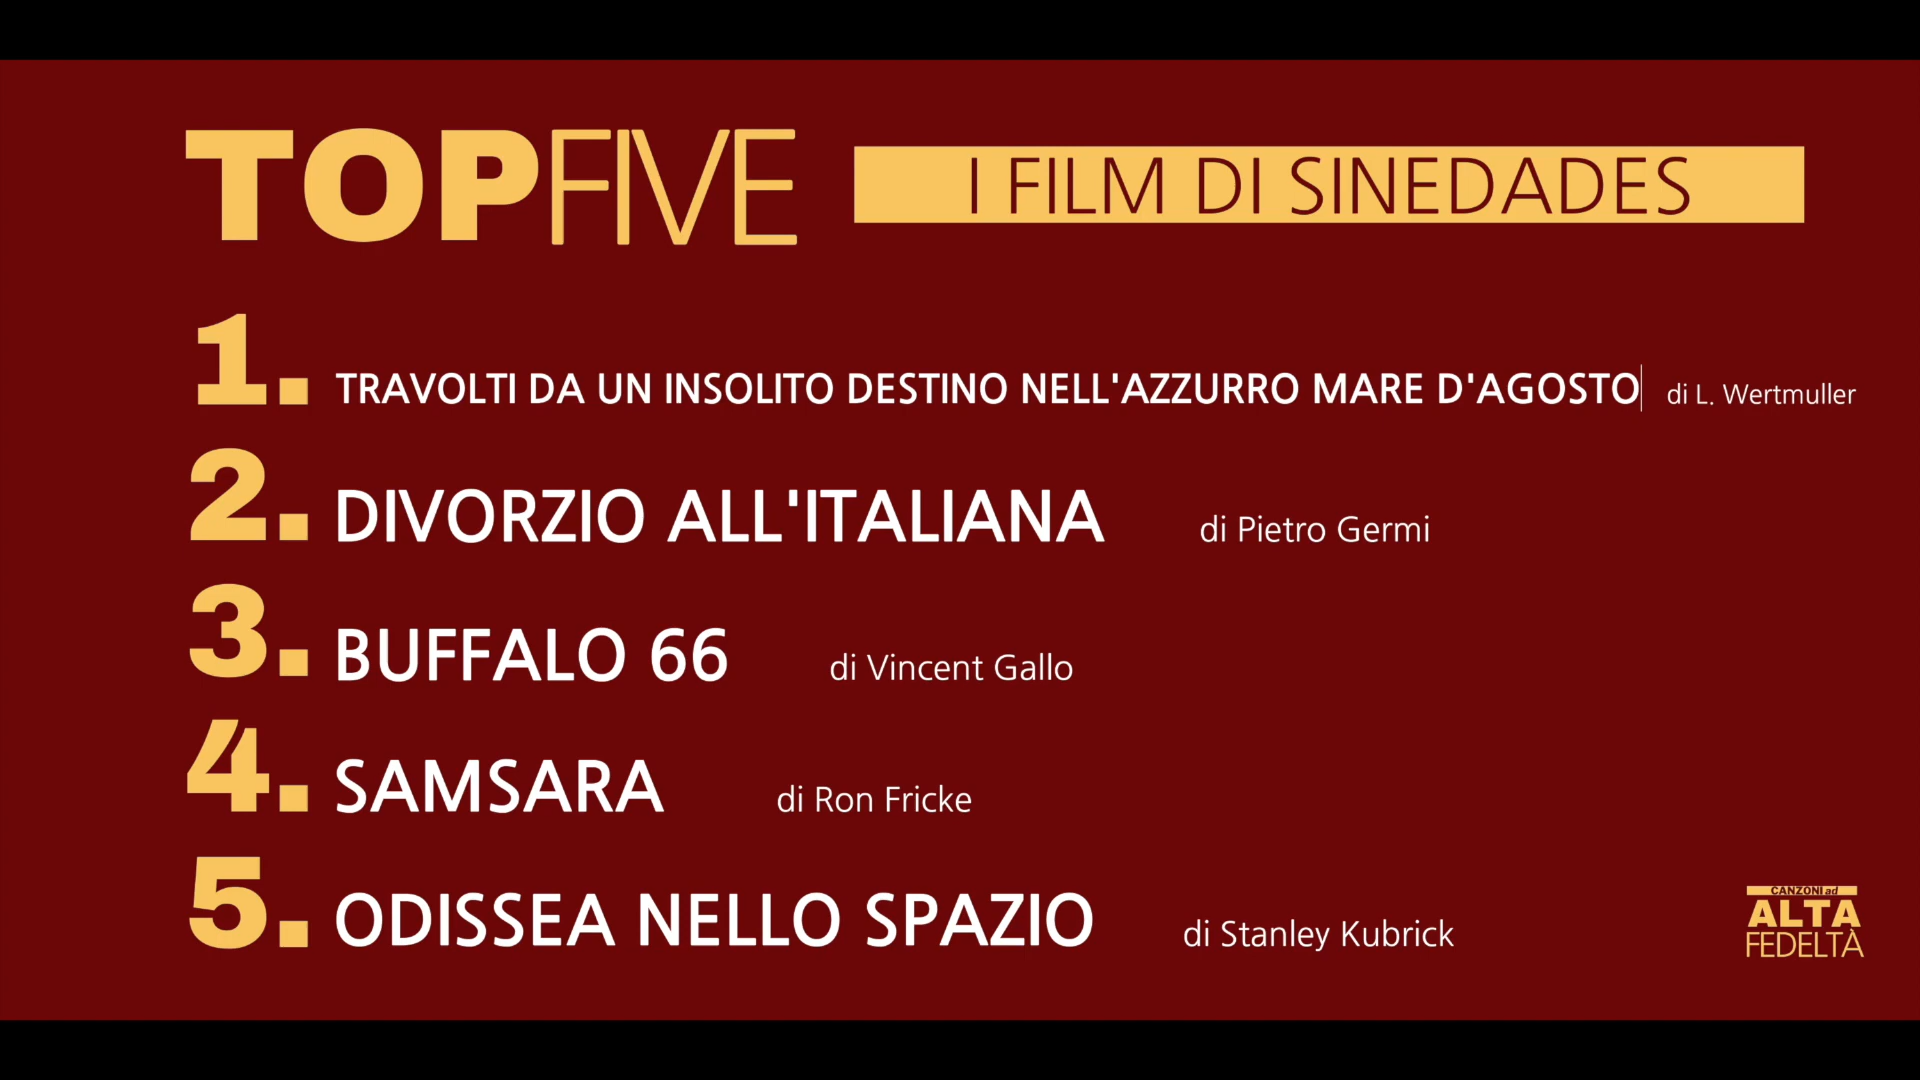 TOPFIVE I FILM DI SINEDADES
1. TRAVOLTI DA UN INSOLITO DESTINO NELL'AZZURRO MARE D'AGOSTO di L. Wertmuller
2. DIVORZIO ALL'ITALIANA di Pietro Germi
3. BUFFALO 66 di Vincent Gallo
4. SAMSARA di Ron Fricke
5. ODISSEA NELLO SPAZIO di Stanley Kubrick
CANZONI ad
ALTA
FEDELTÀ